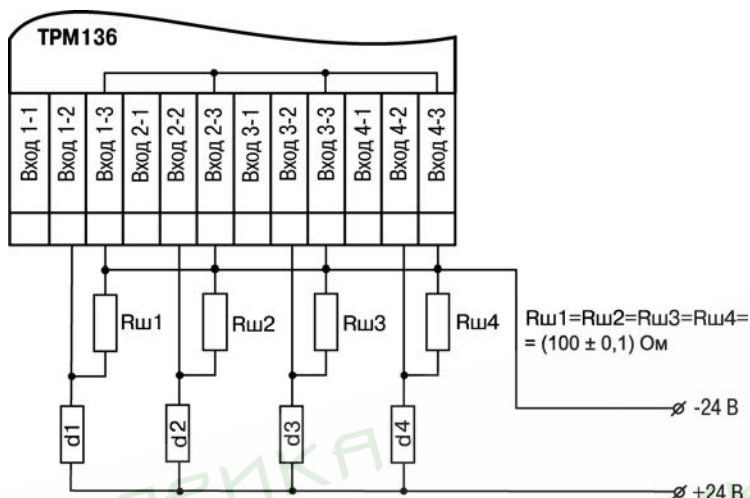 ТРМ136
Вход 1-1
Вход 1-2
Вход 1-3
Вход 2-1
Вход 2-2
Вход 2-3
Вход 3-1
Вход 3-2
Вход 3-3
Вход 4-1
Вход 4-2
Вход 4-3
Rш1
Rш2
Rш3
Rш4
Rш1=Rш2=Rш3=Rш4=
= (100 ± 0,1) Ом
d1
d2
d3
d4
-24 В
+24 В